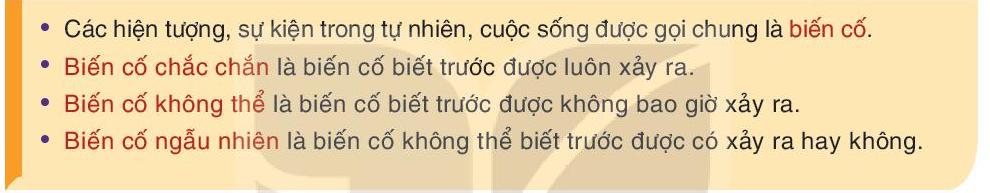 • Các hiện tượng, sự kiện trong tự nhiên, cuộc sống được gọi chung là biến cố.
• Biến cố chắc chắn là biến cố biết trước được luôn xảy ra.
• Biến cố không thể là biến cố biết trước được không bao giờ xảy ra.
• Biến cố ngẫu nhiên là biến cố không thể biết trước được có xảy ra hay không.